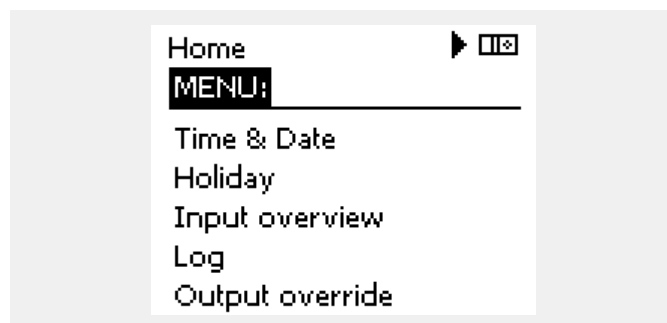 Home
MENU:
Time & Date
Holiday
Input overview
Log
Output override